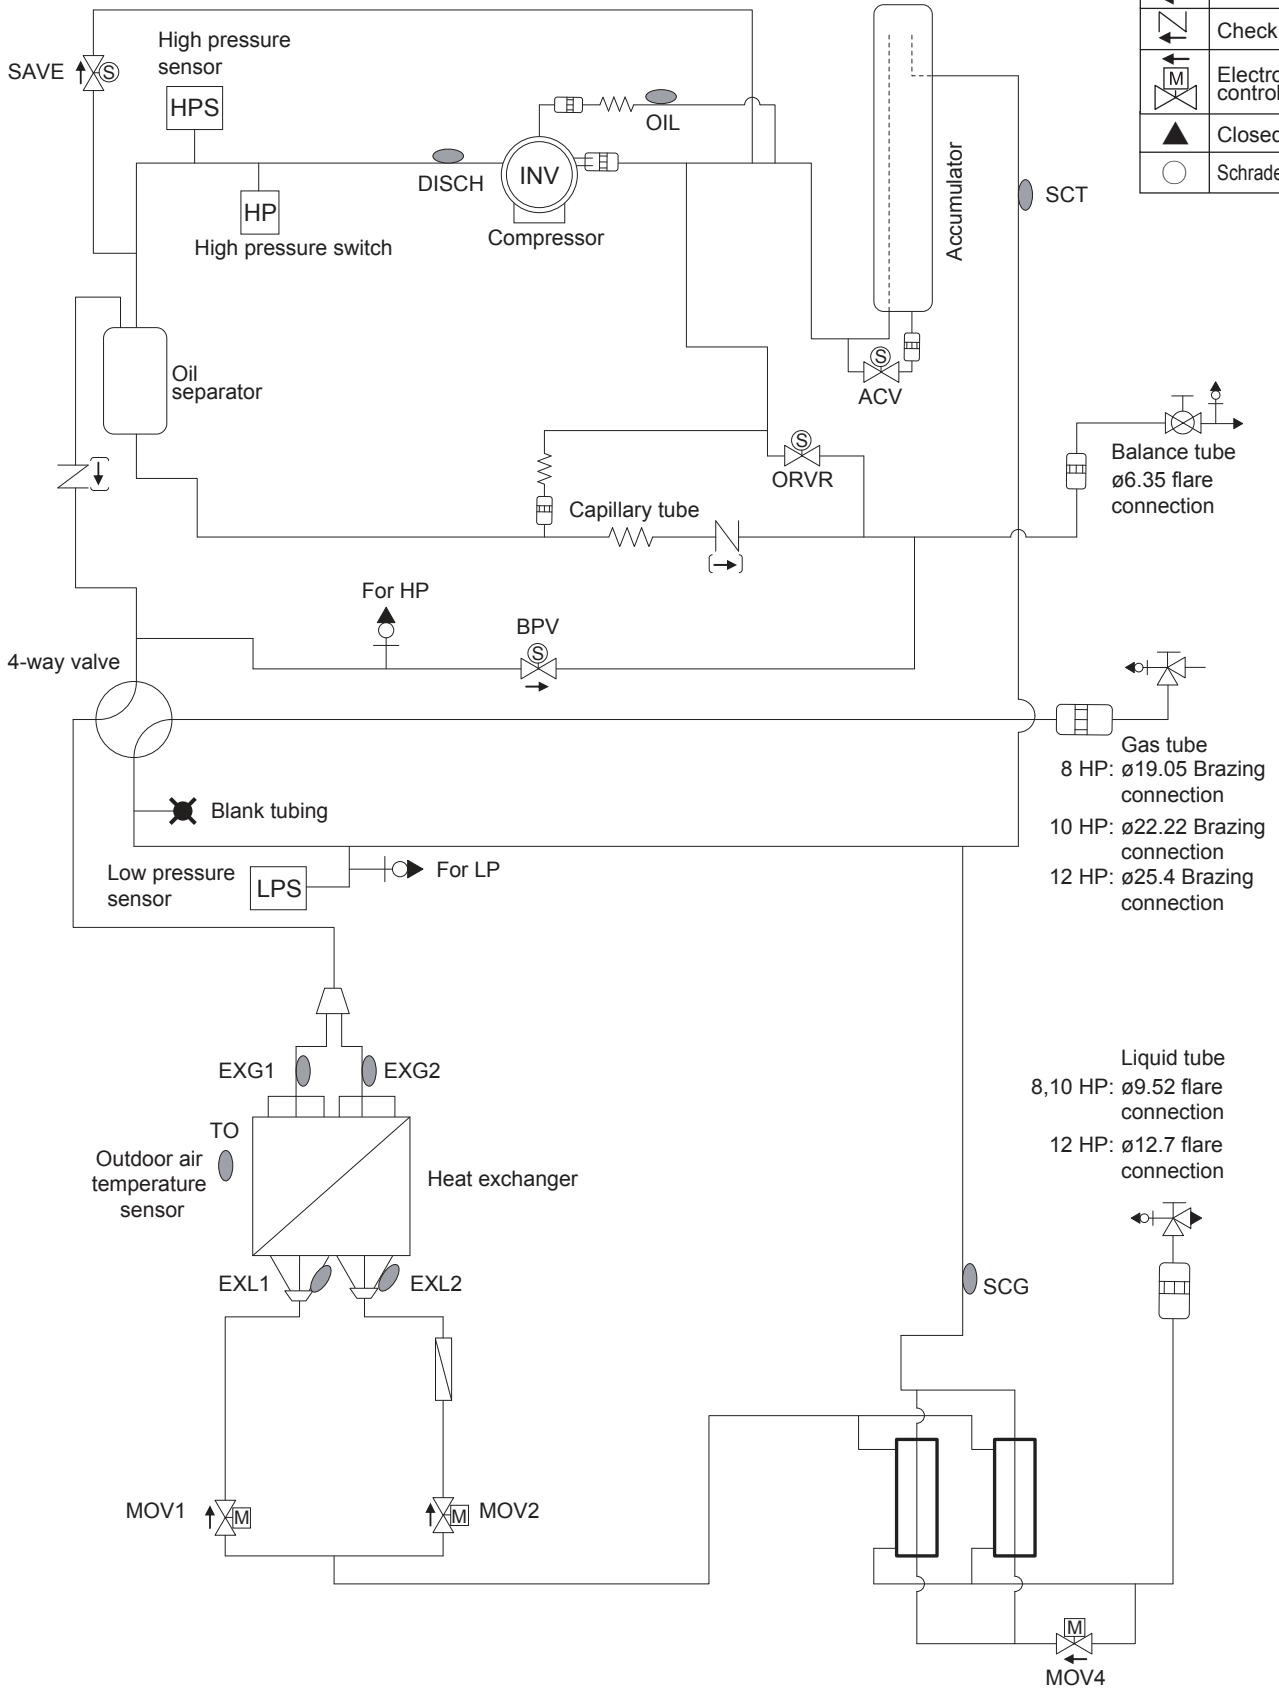 High pressure
sensor
SAVE
S
HPS
OIL
DISCH
INV
HP
High pressure switch
Compressor
Accumulator
SCT
Check
M
Closed
Oil
separator
S
ACV
S
ORVR
Capillary tube
Balance tube
ø6.35 flare
connection
For HP
BPV
S
4-way valve
Blank tubing
Low pressure
sensor
LPS
For LP
Gas tube
8 HP: ø19.05 Brazing
connection
10 HP: ø22.22 Brazing
connection
12 HP: ø25.4 Brazing
connection
EXG1
EXG2
TO
Outdoor air
temperature
sensor
Heat exchanger
EXL1
EXL2
Liquid tube
8,10 HP: ø9.52 flare
connection
12 HP: ø12.7 flare
connection
SCG
MOV1
M
M
MOV2
M
MOV4